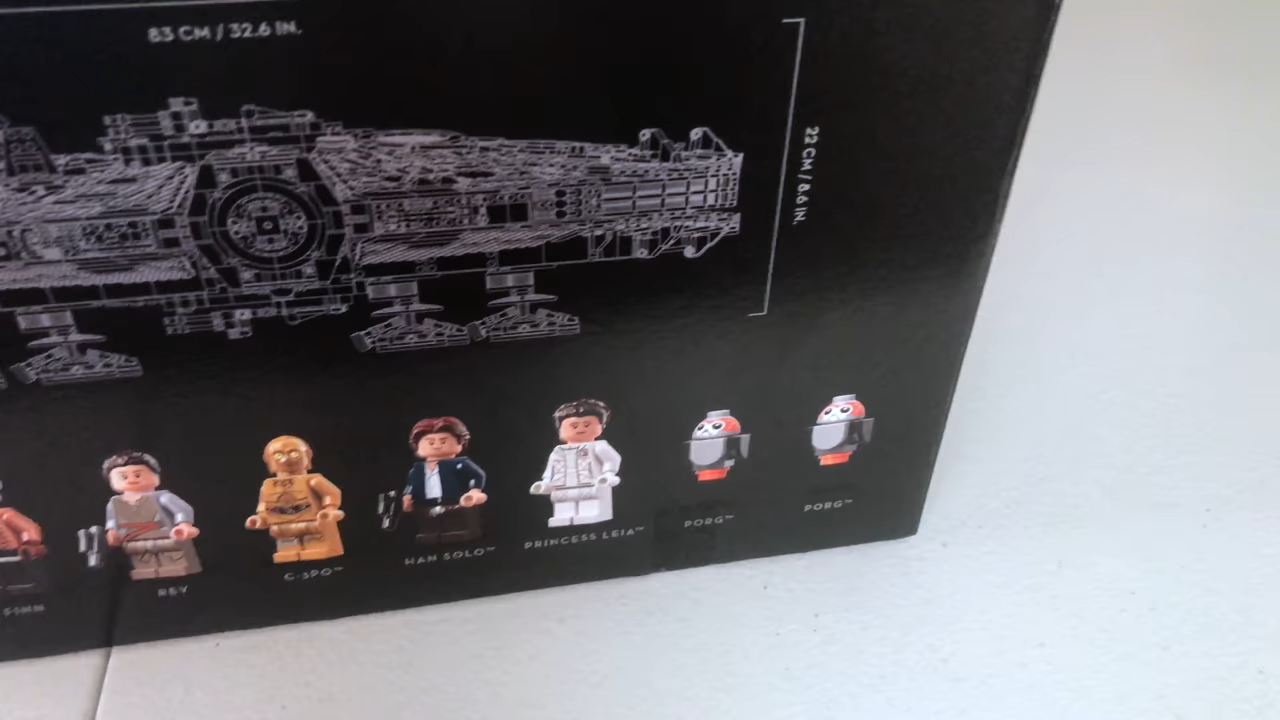 83 CM / 32.6 IN.
22 CM / 8.6 IN.
REY
C-3PO™
HAN SOLO™
PRINCESS LEIA™
PORG™
PORG™